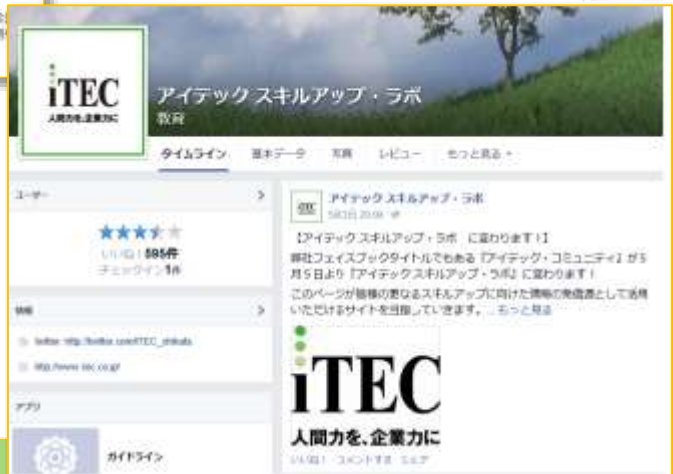 iTEC
人間力を、企業力に
アイテック スキルアップ・ラボ
教育
タイムライン 基本データ 写真 レビュー もっと見る
ユーザー
いいね! 595件
チェックイン 1件
情報
アプリ
ガイドライン
アイテック スキルアップ・ラボ
【アイテック スキルアップ・ラボ に変わります!】
弊社フェイスブックタイトルでもある『アイテック・コミュニティ』が5
月5日より『アイテックスキルアップ・ラボ』に変わります!
このページが皆様の更なるスキルアップに向けた情報の発信源として活用
いただけるサイトを目指していきます。 ... もっと見る
iTEC
人間力を、企業力に
いいね! · コメントする · シェア